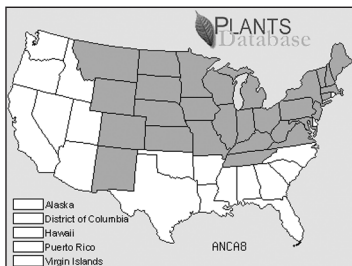 PLANTS
Database
Alaska
District of Columbia
Hawaii
Puerto Rico
Virgin Islands
ANCA8